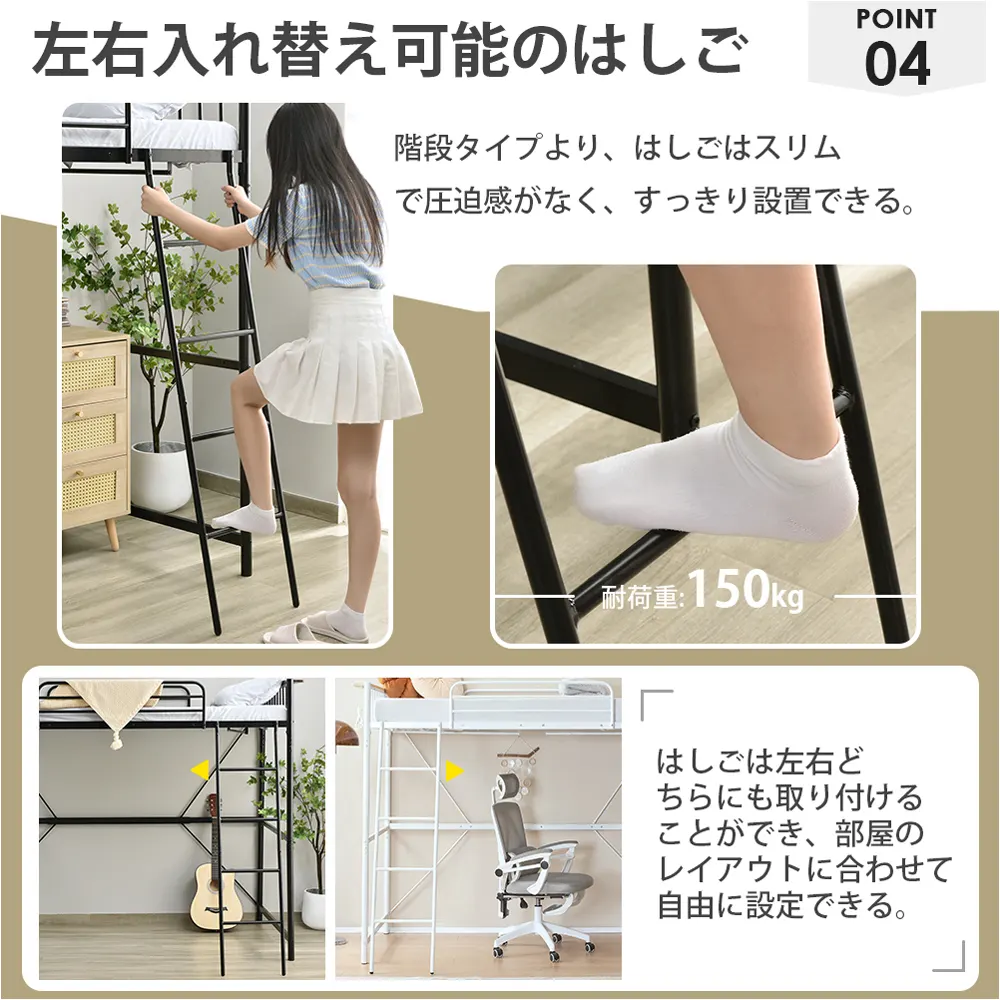 左右入れ替え可能のはしご
POINT
04
階段タイプより、はしごはスリム
で圧迫感がなく、すっきり設置できる。
耐荷重:150kg
はしごは左右ど
ちらにも取り付ける
ことができ、部屋の
レイアウトに合わせて
自由に設定できる。